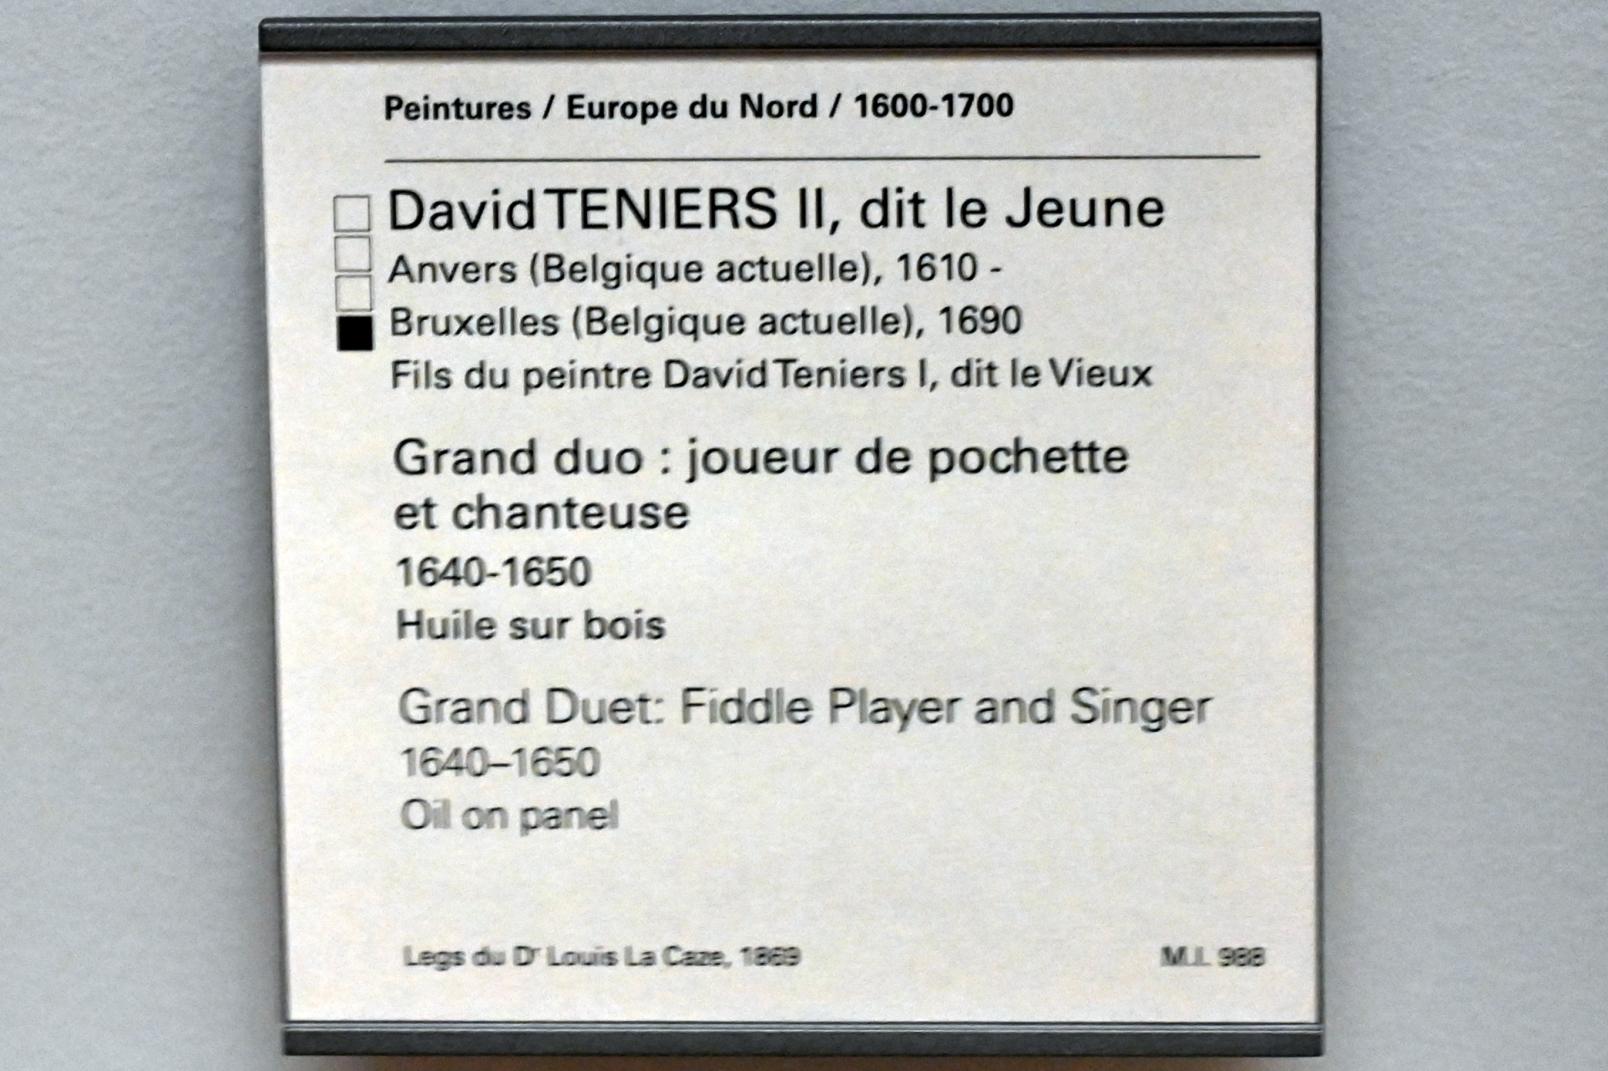 Peintures / Europe du Nord / 1600-1700
David TENIERS II, dit le Jeune
Anvers (Belgique actuelle), 1610 -
Bruxelles (Belgique actuelle), 1690
Fils du peintre David Teniers I, dit le Vieux
Grand duo : joueur de pochette
et chanteuse
1640-1650
Huile sur bois
Grand Duet: Fiddle Player and Singer
1640–1650
Oil on panel
Legs du Dr Louis La Caze, 1869
M.I. 988